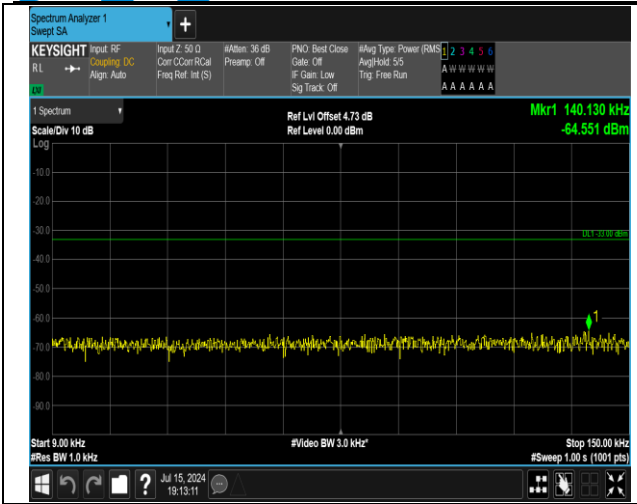 Spectrum Analyzer 1
Swept SA
+
KEYSIGHT
RL
LXI
Input: RF
Coupling: DC
Align: Auto
Input Z: 50 Ω
Corr CCorr RCal
Freq Ref: Int (S)
#Atten: 36 dB
Preamp: Off
PNO: Best Close
Gate: Off
IF Gain: Low
Sig Track: Off
#Avg Type: Power (RMS
Avg|Hold: 5/5
Trig: Free Run
1 2 3 4 5 6
A W W W W W
A A A A A A
1 Spectrum
Scale/Div 10 dB
Log
Ref Lvl Offset 4.73 dB
Ref Level 0.00 dBm
Mkr1 140.130 kHz
-64.551 dBm
-10.0
-20.0
-30.0
DL1 -33.00 dBm
-40.0
-50.0
-60.0
1
-70.0
-80.0
-90.0
Start 9.00 kHz
#Res BW 1.0 kHz
#Video BW 3.0 kHz*
Stop 150.00 kHz
#Sweep 1.00 s (1001 pts)
?
Jul 15, 2024
19:13:11